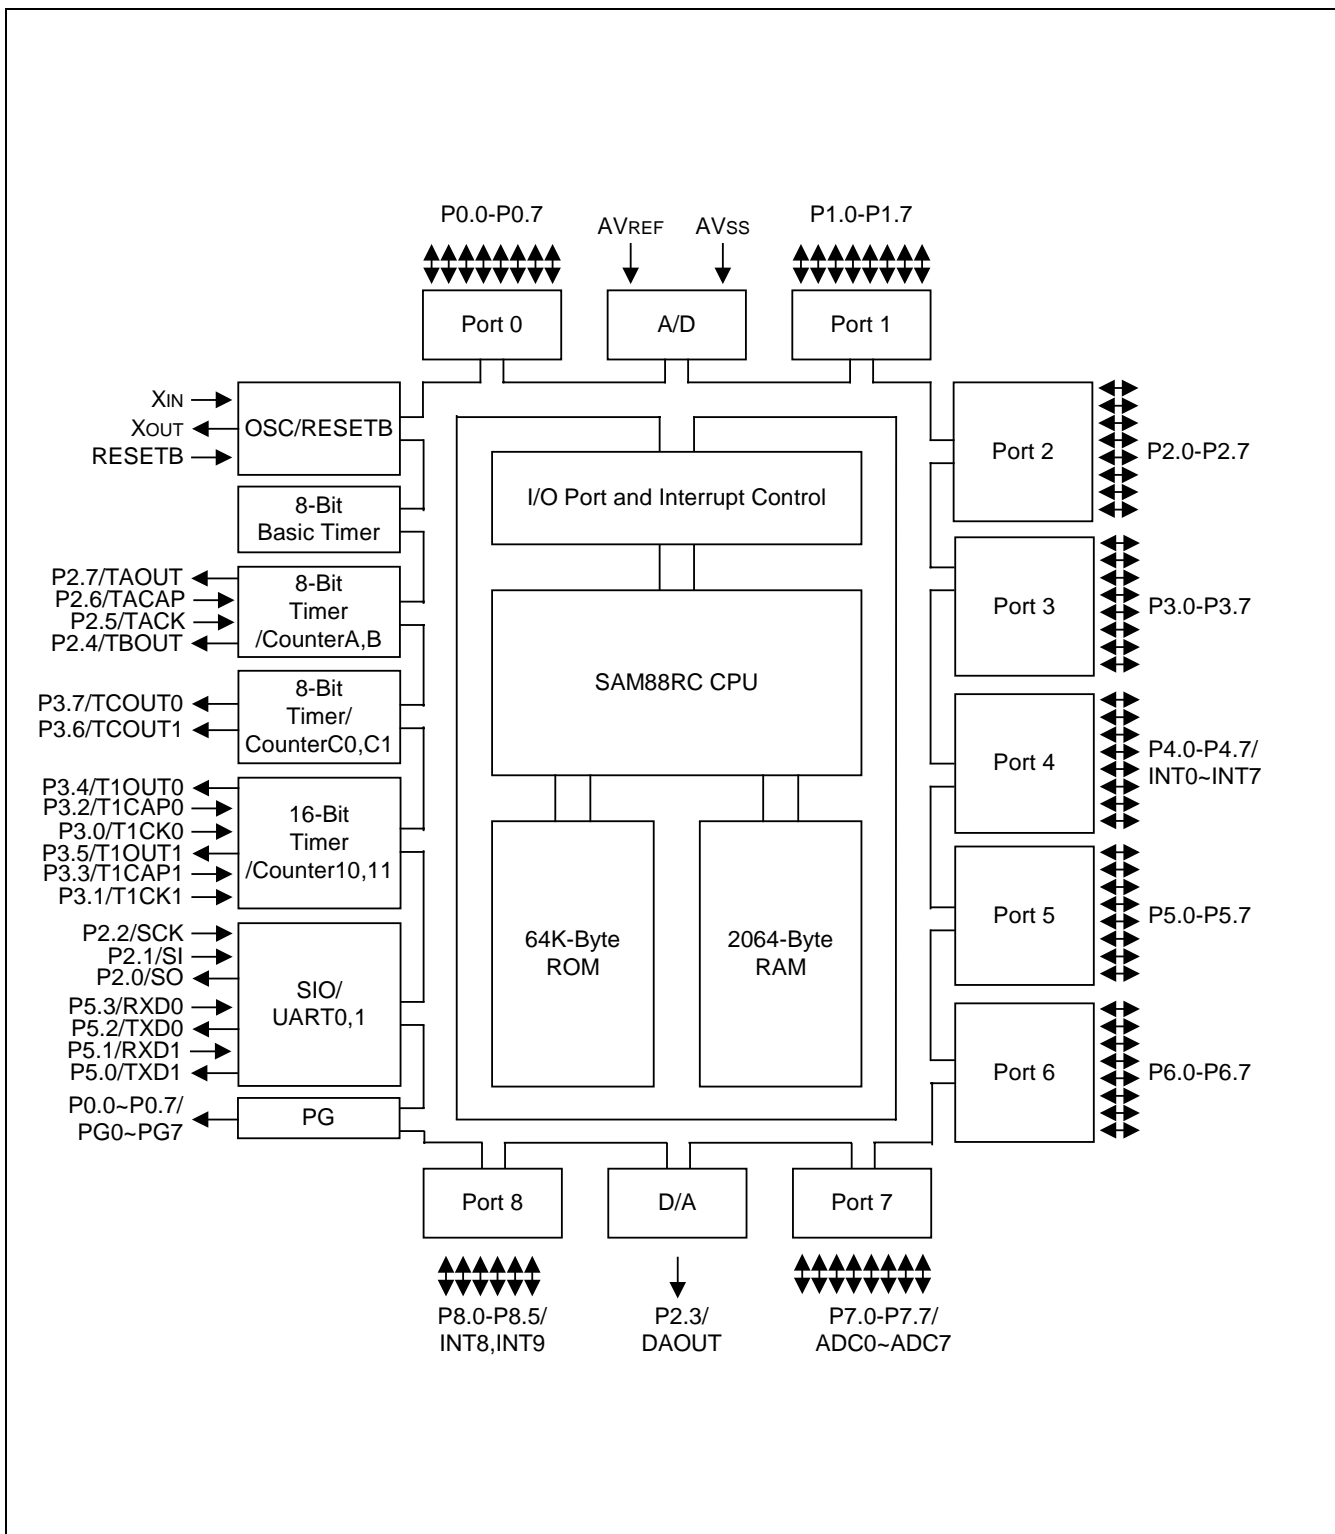 P0.0-P0.7
AVREF
AVSS
P1.0-P1.7
Port 0
A/D
Port 1
XIN
XOUT
RESETB
OSC/RESETB
Port 2
P2.0-P2.7
I/O Port and Interrupt Control
8-Bit
Basic Timer
P2.7/TAOUT
P2.6/TACAP
P2.5/TACK
P2.4/TBOUT
8-Bit
Timer
/CounterA,B
Port 3
P3.0-P3.7
SAM88RC CPU
P3.7/TCOUT0
P3.6/TCOUT1
8-Bit
Timer/
CounterC0,C1
Port 4
P4.0-P4.7/
INT0~INT7
P3.4/T1OUT0
P3.2/T1CAP0
P3.0/T1CK0
P3.5/T1OUT1
P3.3/T1CAP1
P3.1/T1CK1
16-Bit
Timer
/Counter10,11
Port 5
P5.0-P5.7
64K-Byte
ROM
2064-Byte
RAM
P2.2/SCK
P2.1/SI
P2.0/SO
P5.3/RXD0
P5.2/TXD0
P5.1/RXD1
P5.0/TXD1
SIO/
UART0,1
Port 6
P6.0-P6.7
P0.0~P0.7/
PG0~PG7
PG
Port 8
D/A
Port 7
P8.0-P8.5/
INT8,INT9
P2.3/
DAOUT
P7.0-P7.7/
ADC0~ADC7